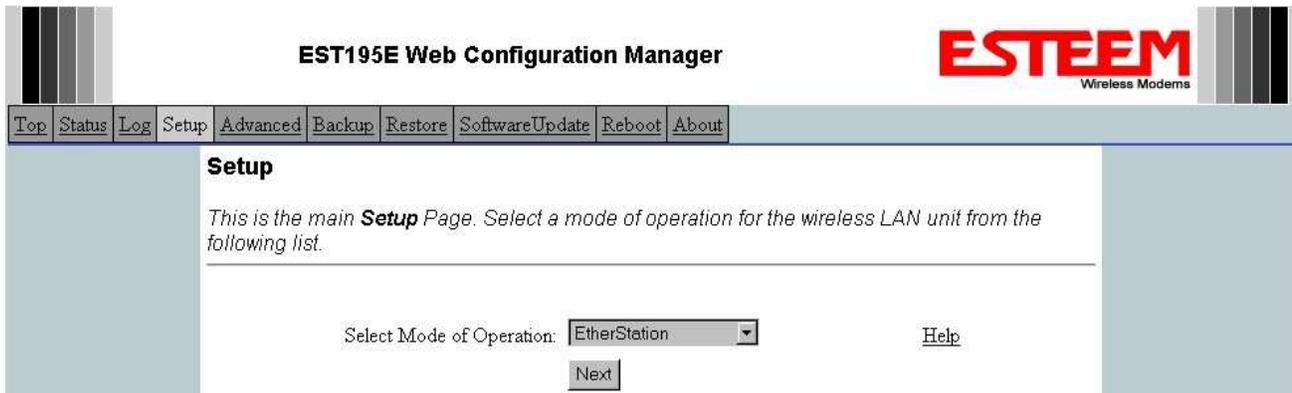 EST195E Web Configuration Manager
ESTEEM
Wireless Modems
Top Status Log Setup Advanced Backup Restore SoftwareUpdate Reboot About
Setup
This is the main Setup Page. Select a mode of operation for the wireless LAN unit from the
following list.
Select Mode of Operation: EtherStation Help
Next